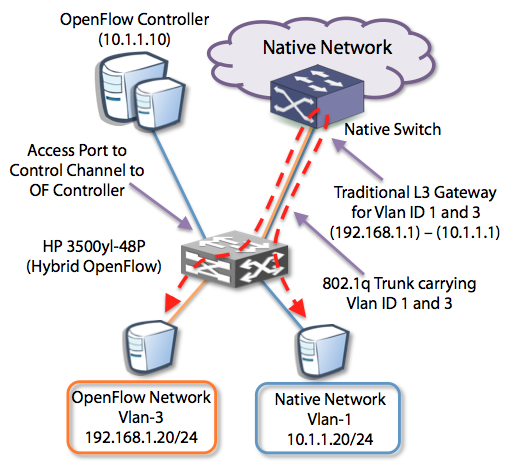 OpenFlow Controller
(10.1.1.10)
Native Network
Native Switch
Access Port to
Control Channel to
OF Controller
Traditional L3 Gateway
for Vlan ID 1 and 3
(192.168.1.1) – (10.1.1.1)
HP 3500yl-48P
(Hybrid OpenFlow)
802.1q Trunk carrying
Vlan ID 1 and 3
OpenFlow Network
Vlan-3
192.168.1.20/24
Native Network
Vlan-1
10.1.1.20/24